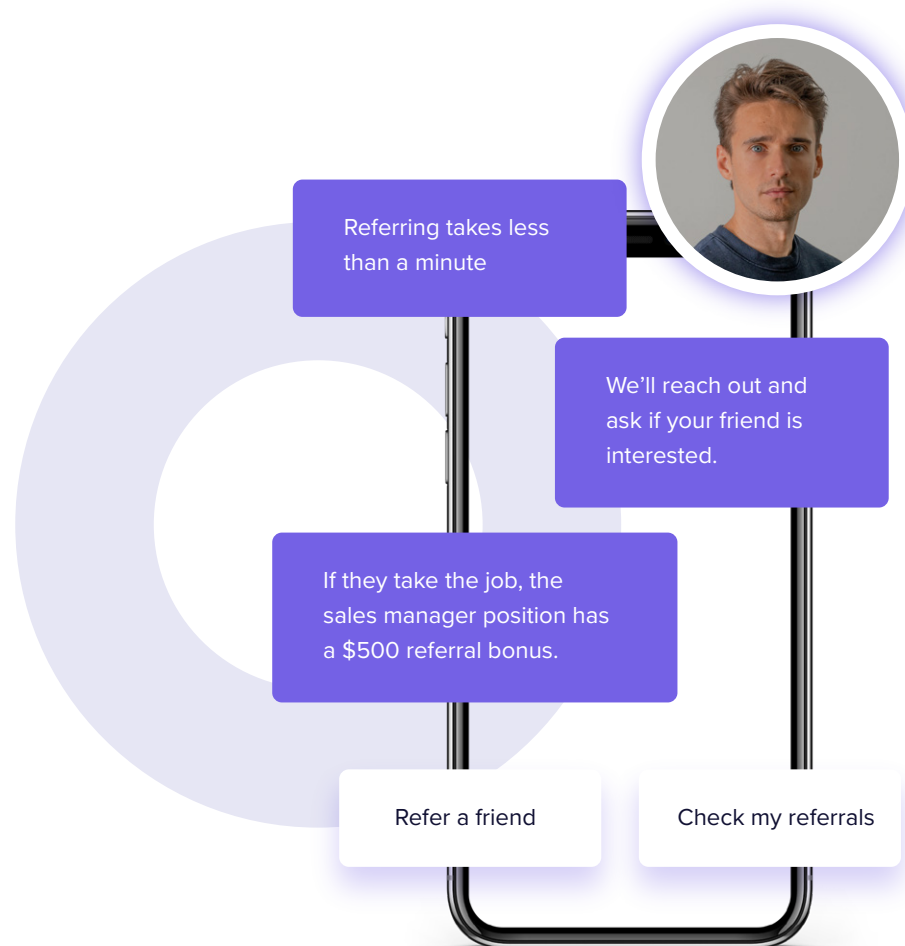 Referring takes less
than a minute
We’ll reach out and
ask if your friend is
interested.
If they take the job, the
sales manager position has
a $500 referral bonus.
Refer a friend
Check my referrals